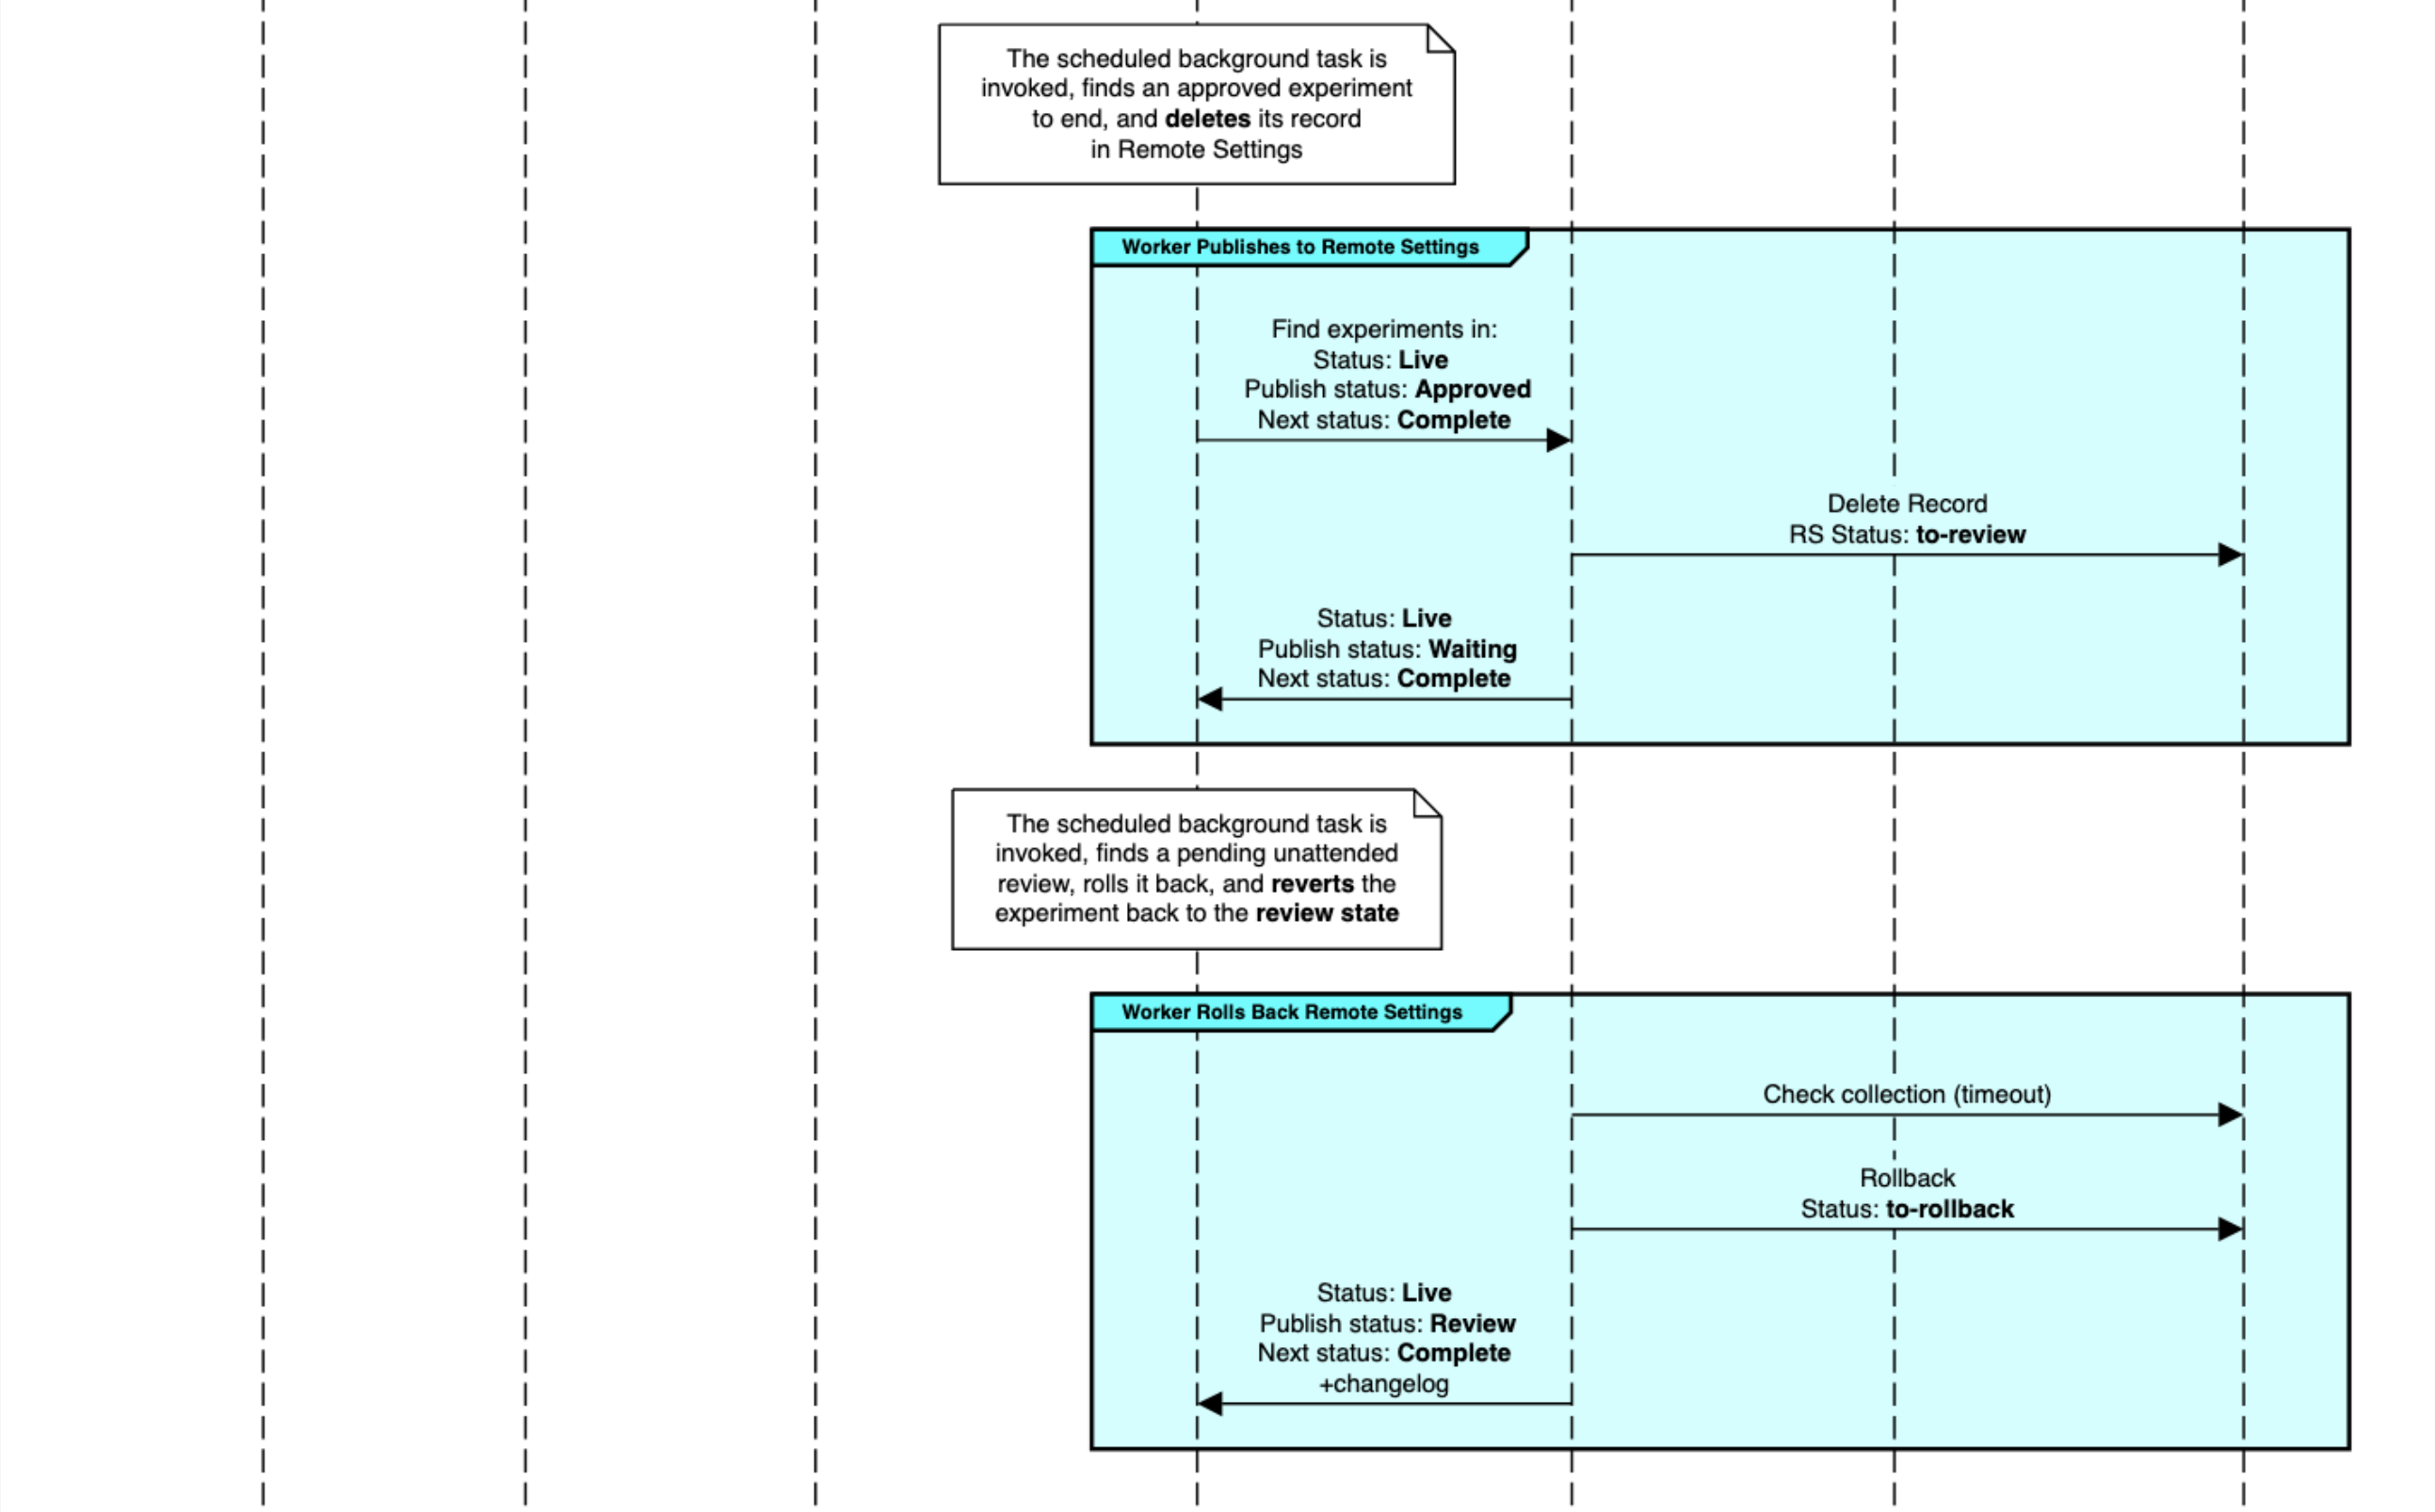 The scheduled background task is
invoked, finds an approved experiment
to end, and deletes its record
in Remote Settings
Worker Publishes to Remote Settings
Find experiments in:
Status: Live
Publish status: Approved
Next status: Complete
Delete Record
RS Status: to-review
Status: Live
Publish status: Waiting
Next status: Complete
The scheduled background task is
invoked, finds a pending unattended
review, rolls it back, and reverts the
experiment back to the review state
Worker Rolls Back Remote Settings
Check collection (timeout)
Rollback
Status: to-rollback
Status: Live
Publish status: Review
Next status: Complete
+changelog